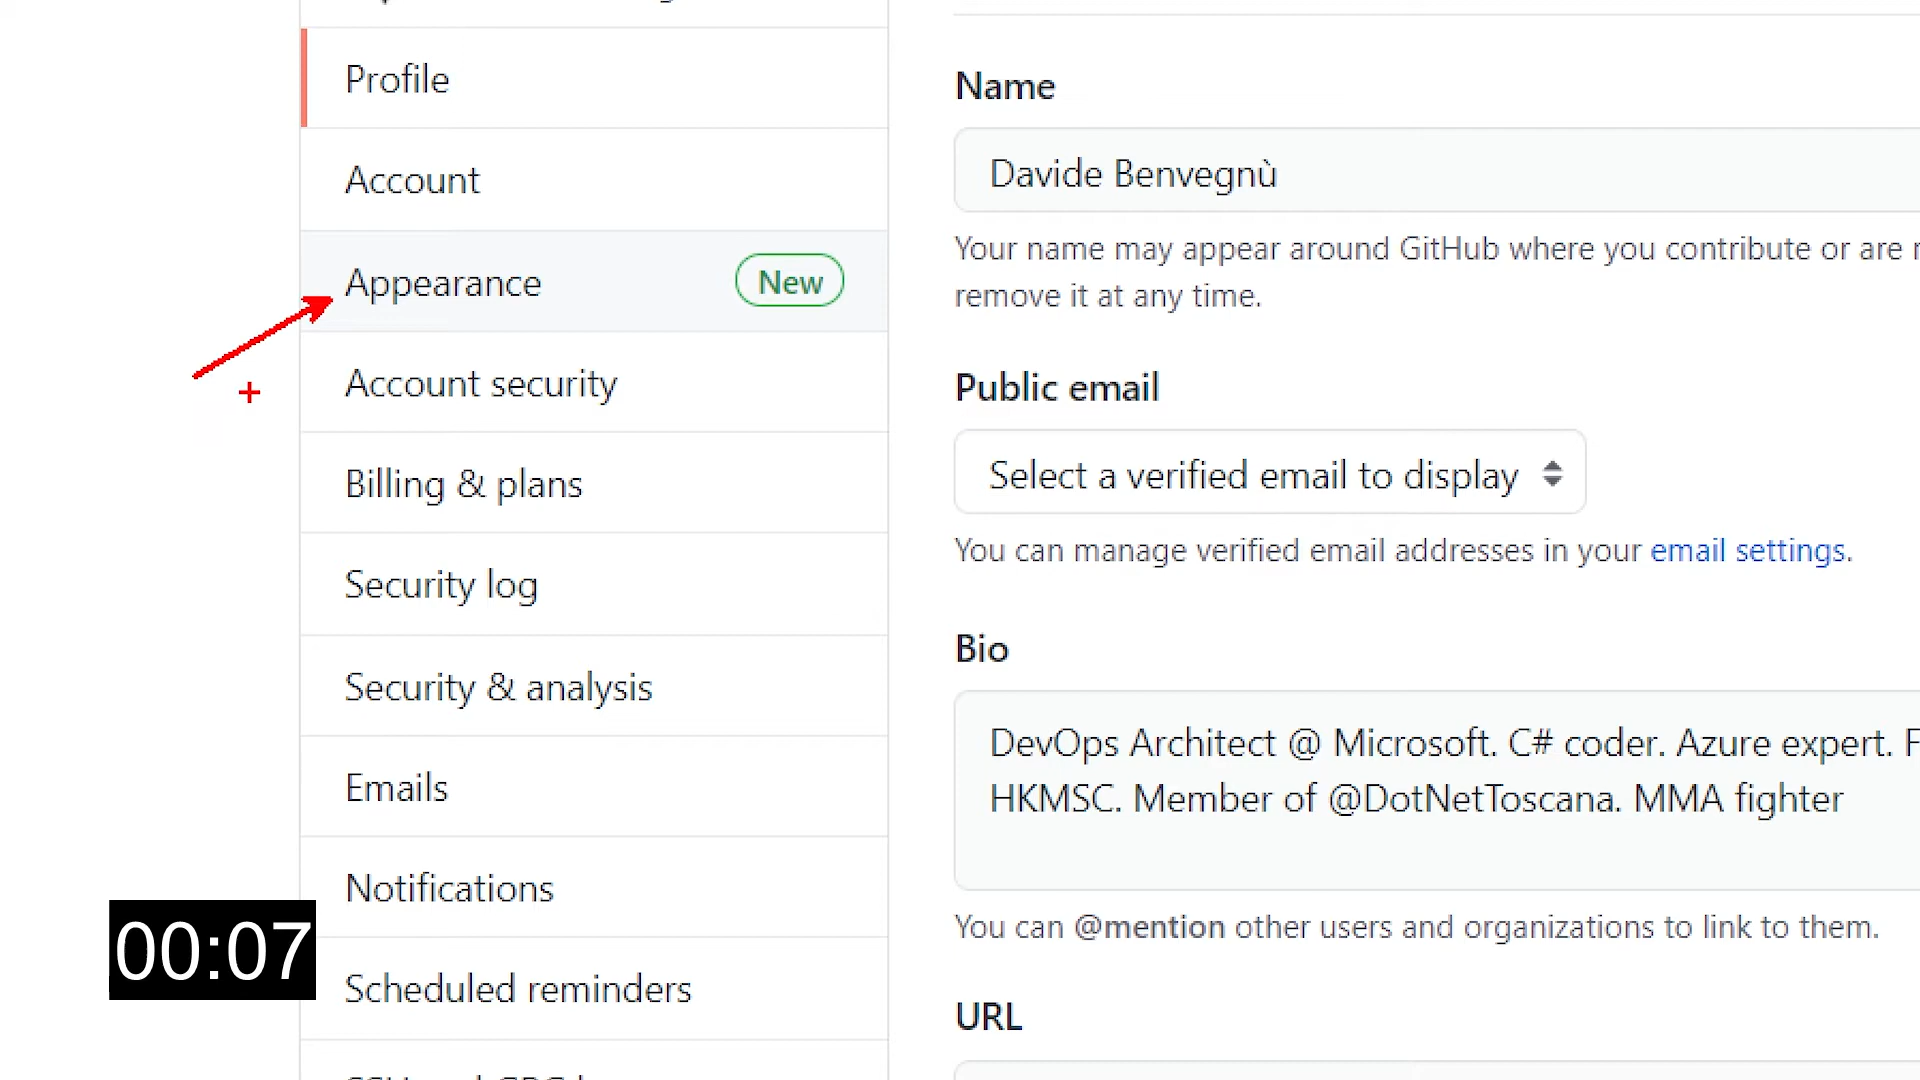 Profile
Account
Appearance
New
Account security
Billing & plans
Security log
Security & analysis
Emails
Notifications
Scheduled reminders
Name
Davide Benvegnù
Your name may appear around GitHub where you contribute or are
remove it at any time.
Public email
Select a verified email to display
You can manage verified email addresses in your email settings.
Bio
DevOps Architect @ Microsoft. C# coder. Azure expert. F
HKMSC. Member of @DotNetToscana. MMA fighter
You can @mention other users and organizations to link to them.
URL
00:07